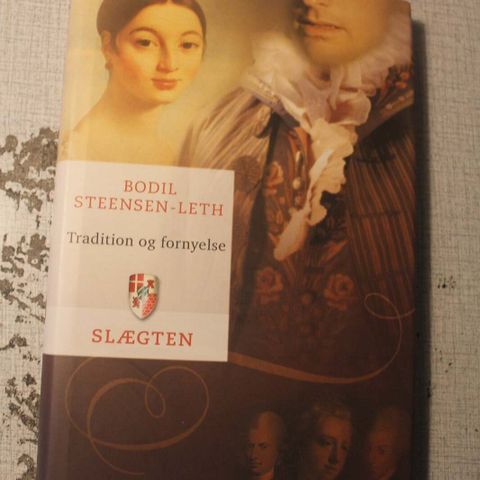 BODIL
STEENSEN-LETH
Tradition og fornyelse
SLÆGTEN